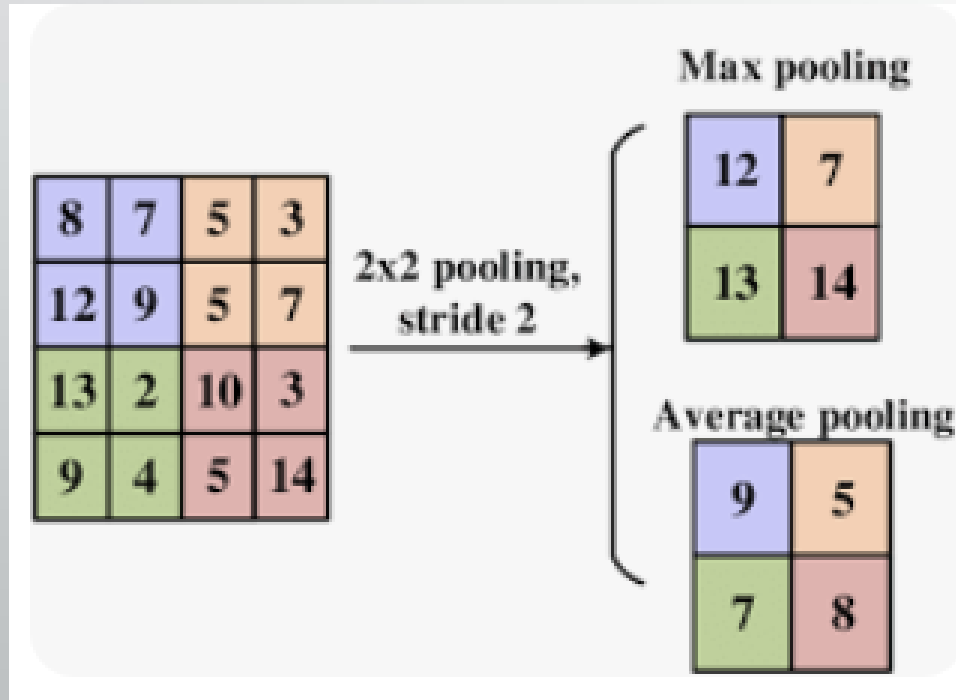 8 7 5 3
12 9 5 7
13 2 10 3
9 4 5 14
2x2 pooling,
stride 2
Max pooling
12 7
13 14
Average pooling
9 5
7 8